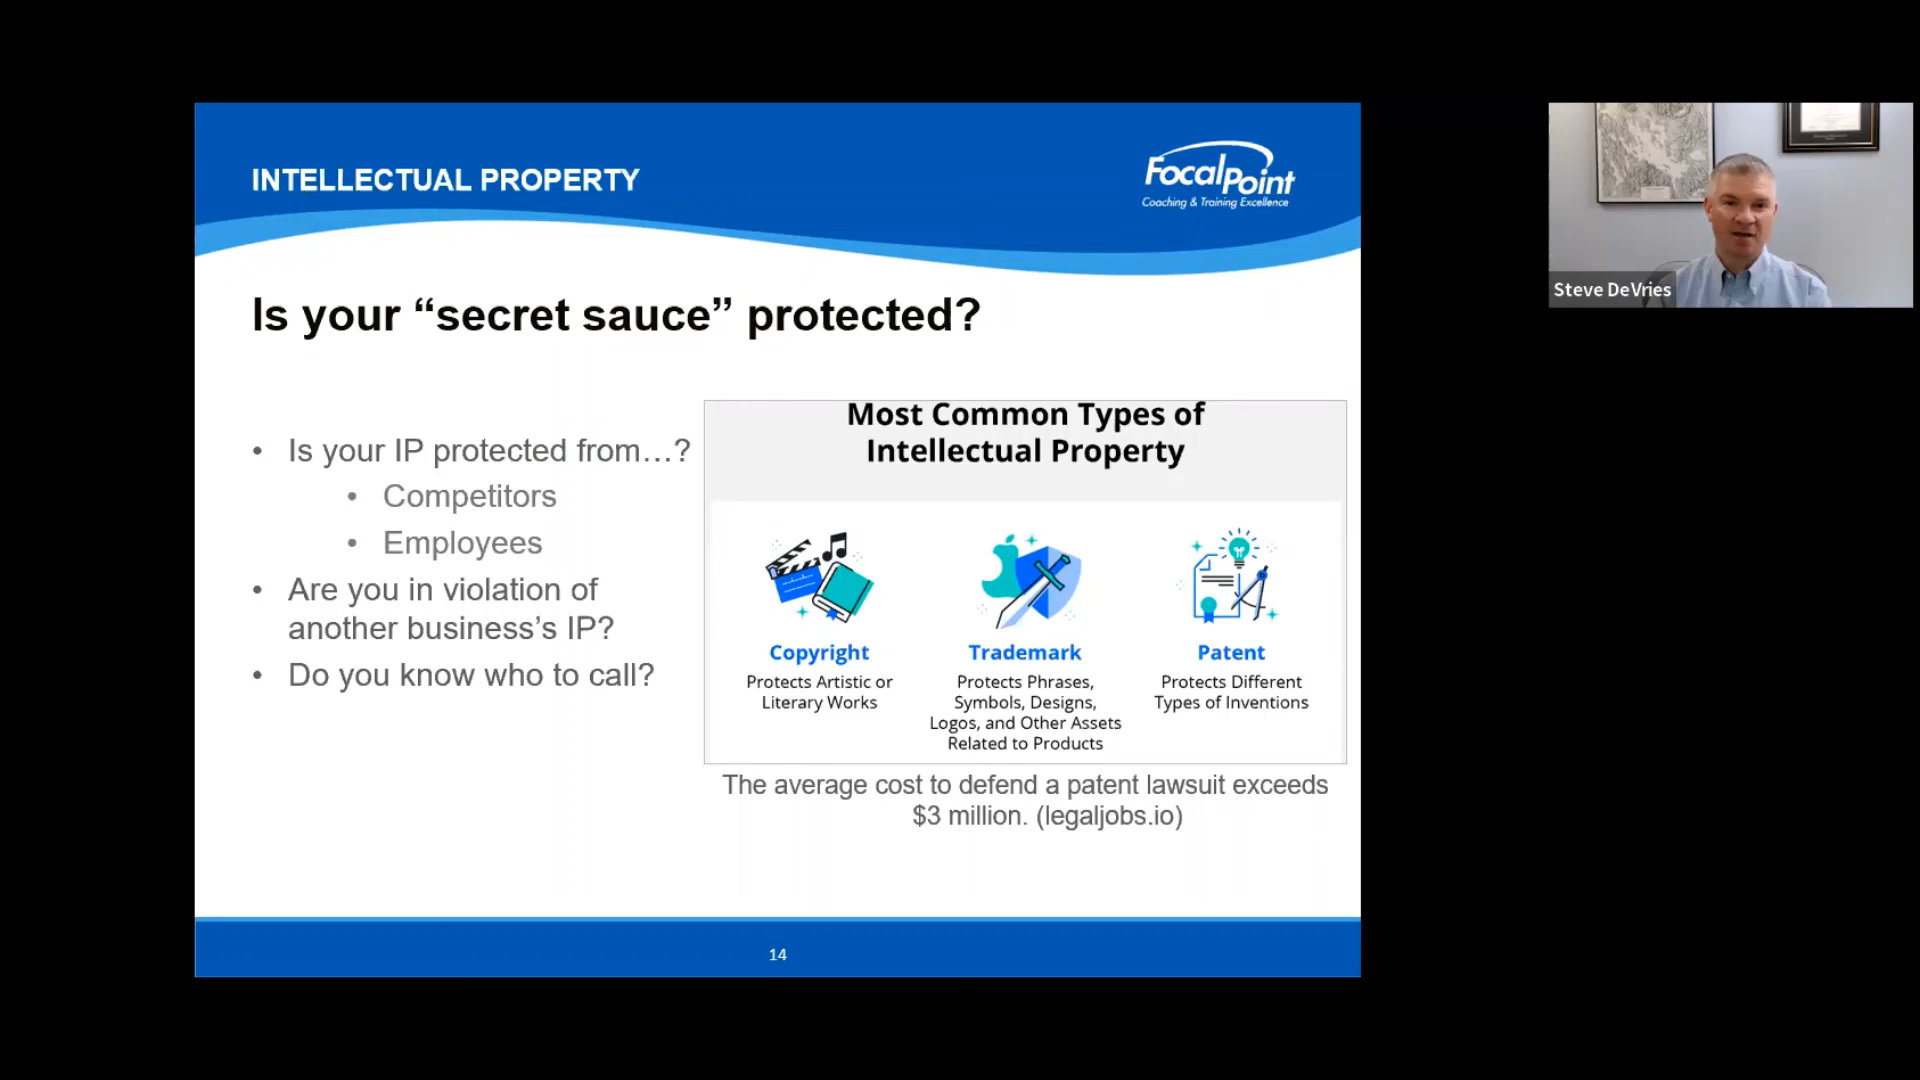 INTELLECTUAL PROPERTY
FocalPoint
Coaching & Training Excellence
Is your “secret sauce” protected?
• Is your IP protected from…?
• Competitors
• Employees
• Are you in violation of
another business’s IP?
• Do you know who to call?
Most Common Types of
Intellectual Property
Copyright
Protects Artistic or
Literary Works
Trademark
Protects Phrases,
Symbols, Designs,
Logos, and Other Assets
Related to Products
Patent
Protects Different
Types of Inventions
The average cost to defend a patent lawsuit exceeds
$3 million. (legaljobs.io)
14
Steve DeVries